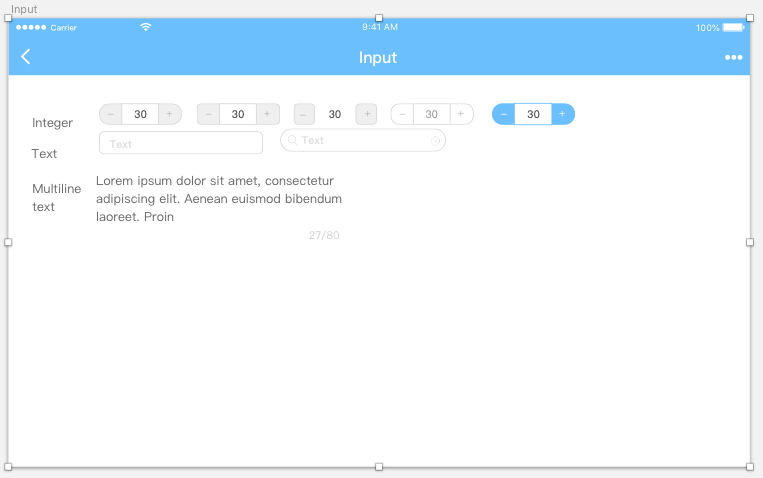 Input
Carrier 9:41 AM 100%
Input
Integer – 30 + – 30 + – 30 + – 30 + – 30 +
Text Text Text
Multiline text
Lorem ipsum dolor sit amet, consectetur
adipiscing elit. Aenean euismod bibendum
laoreet. Proin
27/80